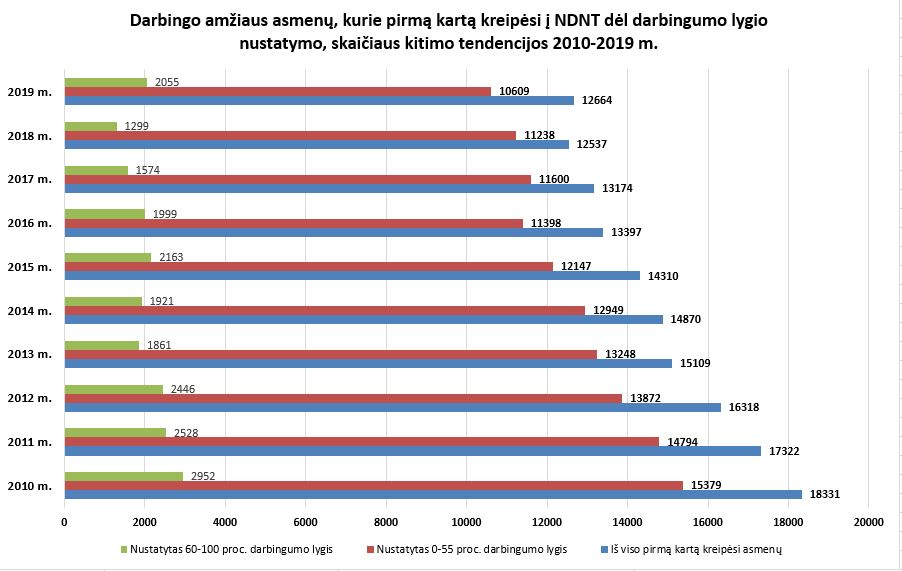 Darbingo amžiaus asmenų, kurie pirmą kartą kreipėsi į NDNT dėl darbingumo lygio
nustatymo, skaičiaus kitimo tendencijos 2010-2019 m.
2019 m.
2055
10609
12664
2018 m.
1299
11238
12537
2017 m.
1574
11600
13174
2016 m.
1999
11398
13397
2015 m.
2163
12147
14310
2014 m.
1921
12949
14870
2013 m.
1861
13248
15109
2012 m.
2446
13872
16318
2011 m.
2528
14794
17322
2010 m.
2952
15379
18331
0 2000 4000 6000 8000 10000 12000 14000 16000 18000 20000
Nustatytas 60-100 proc. darbingumo lygis Nustatytas 0-55 proc. darbingumo lygis Iš viso pirmą kartą kreipėsi asmenų